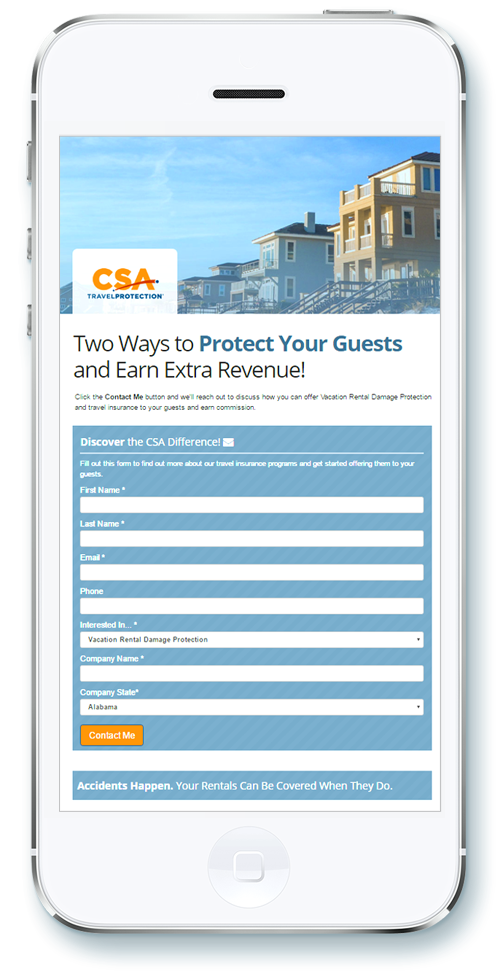 CSA
TRAVELPROTECTION
Two Ways to Protect Your Guests
and Earn Extra Revenue!
Click the Contact Me button and we'll reach out to discuss how you can offer Vacation Rental Damage Protection
and travel insurance to your guests and earn commission.
Discover the CSA Difference!
Fill out this form to find out more about our travel insurance programs and get started offering them to your
guests.
First Name *
Last Name *
Email *
Phone
Interested In... *
Vacation Rental Damage Protection
Company Name *
Company State*
Alabama
Contact Me
Accidents Happen. Your Rentals Can Be Covered When They Do.